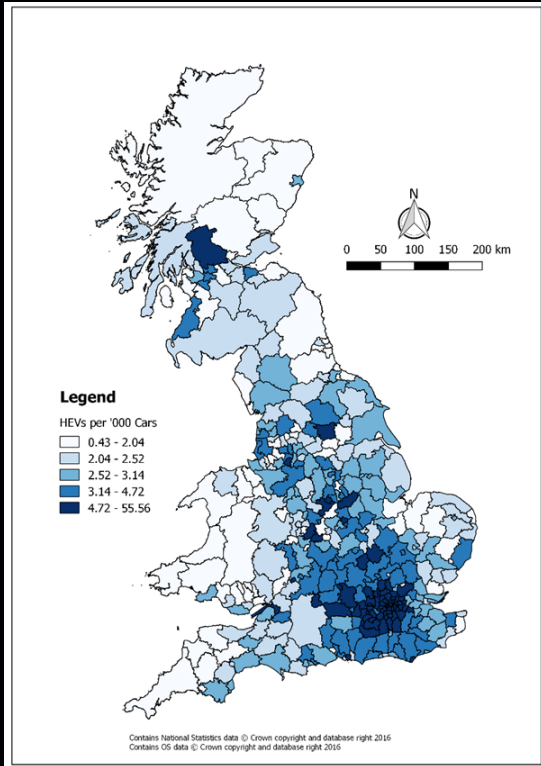 N
0 50 100 150 200 km
Legend
HEVs per '000 Cars
0.43 - 2.04
2.04 - 2.52
2.52 - 3.14
3.14 - 4.72
4.72 - 55.56
Contains National Statistics data © Crown copyright and database right 2016
Contains OS data © Crown copyright and database right 2016